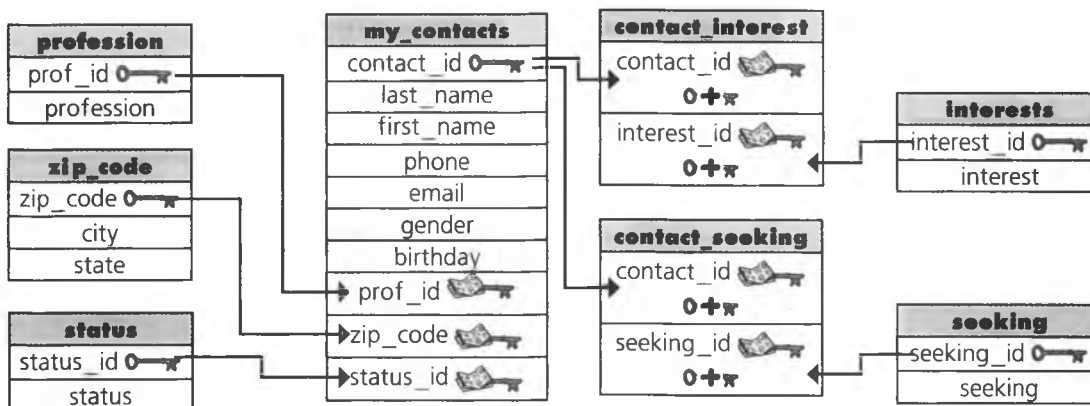 profession
prof_id
profession
zip_code
zip_code
city
state
status
status_id
status
my_contacts
contact_id
last_name
first_name
phone
email
gender
birthday
prof_id
zip_code
status_id
contact_interest
contact_id
interest_id
contact_seeking
contact_id
seeking_id
interests
interest_id
interest
seeking
seeking_id
seeking